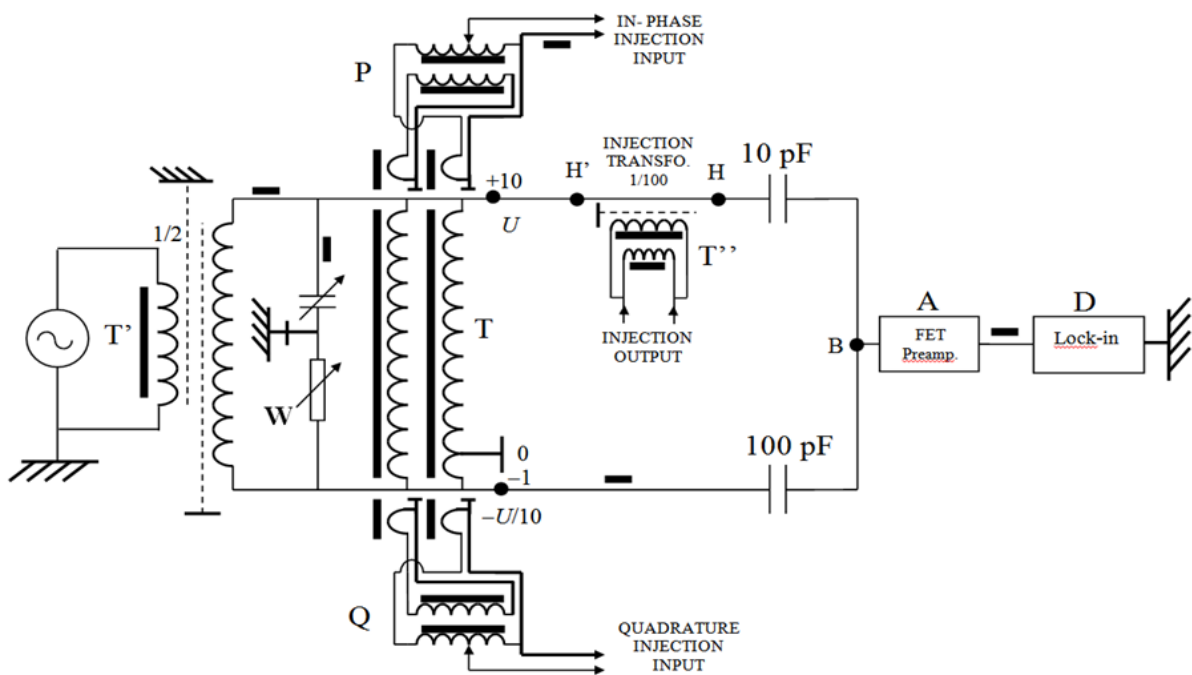 IN- PHASE
INJECTION
INPUT
P
INJECTION
TRANSFO.
1/100
10 pF
H'
H
+10
U
1/2
T''
T'
T
INJECTION
OUTPUT
A
D
FET
Preamp.
Lock-in
B
W
100 pF
0
−1
−U/10
Q
QUADRATURE
INJECTION
INPUT